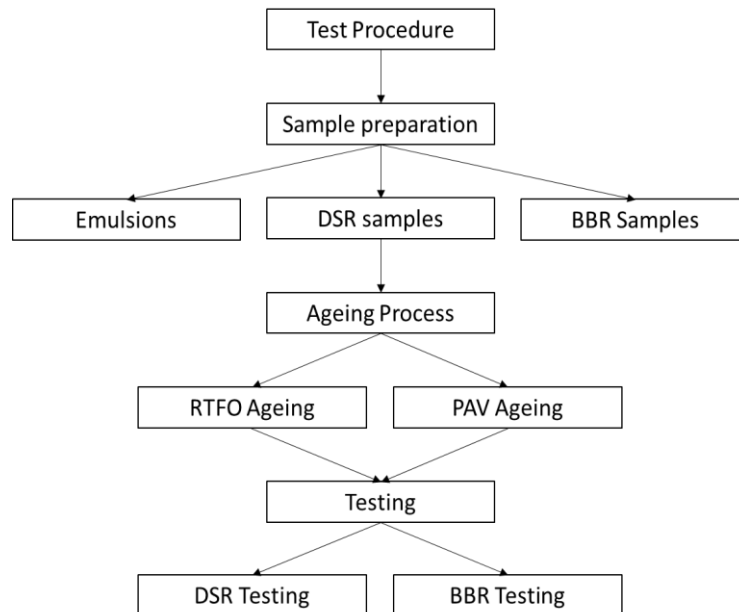 Test Procedure
Sample preparation
Emulsions
DSR samples
BBR Samples
Ageing Process
RTFO Ageing
PAV Ageing
Testing
DSR Testing
BBR Testing